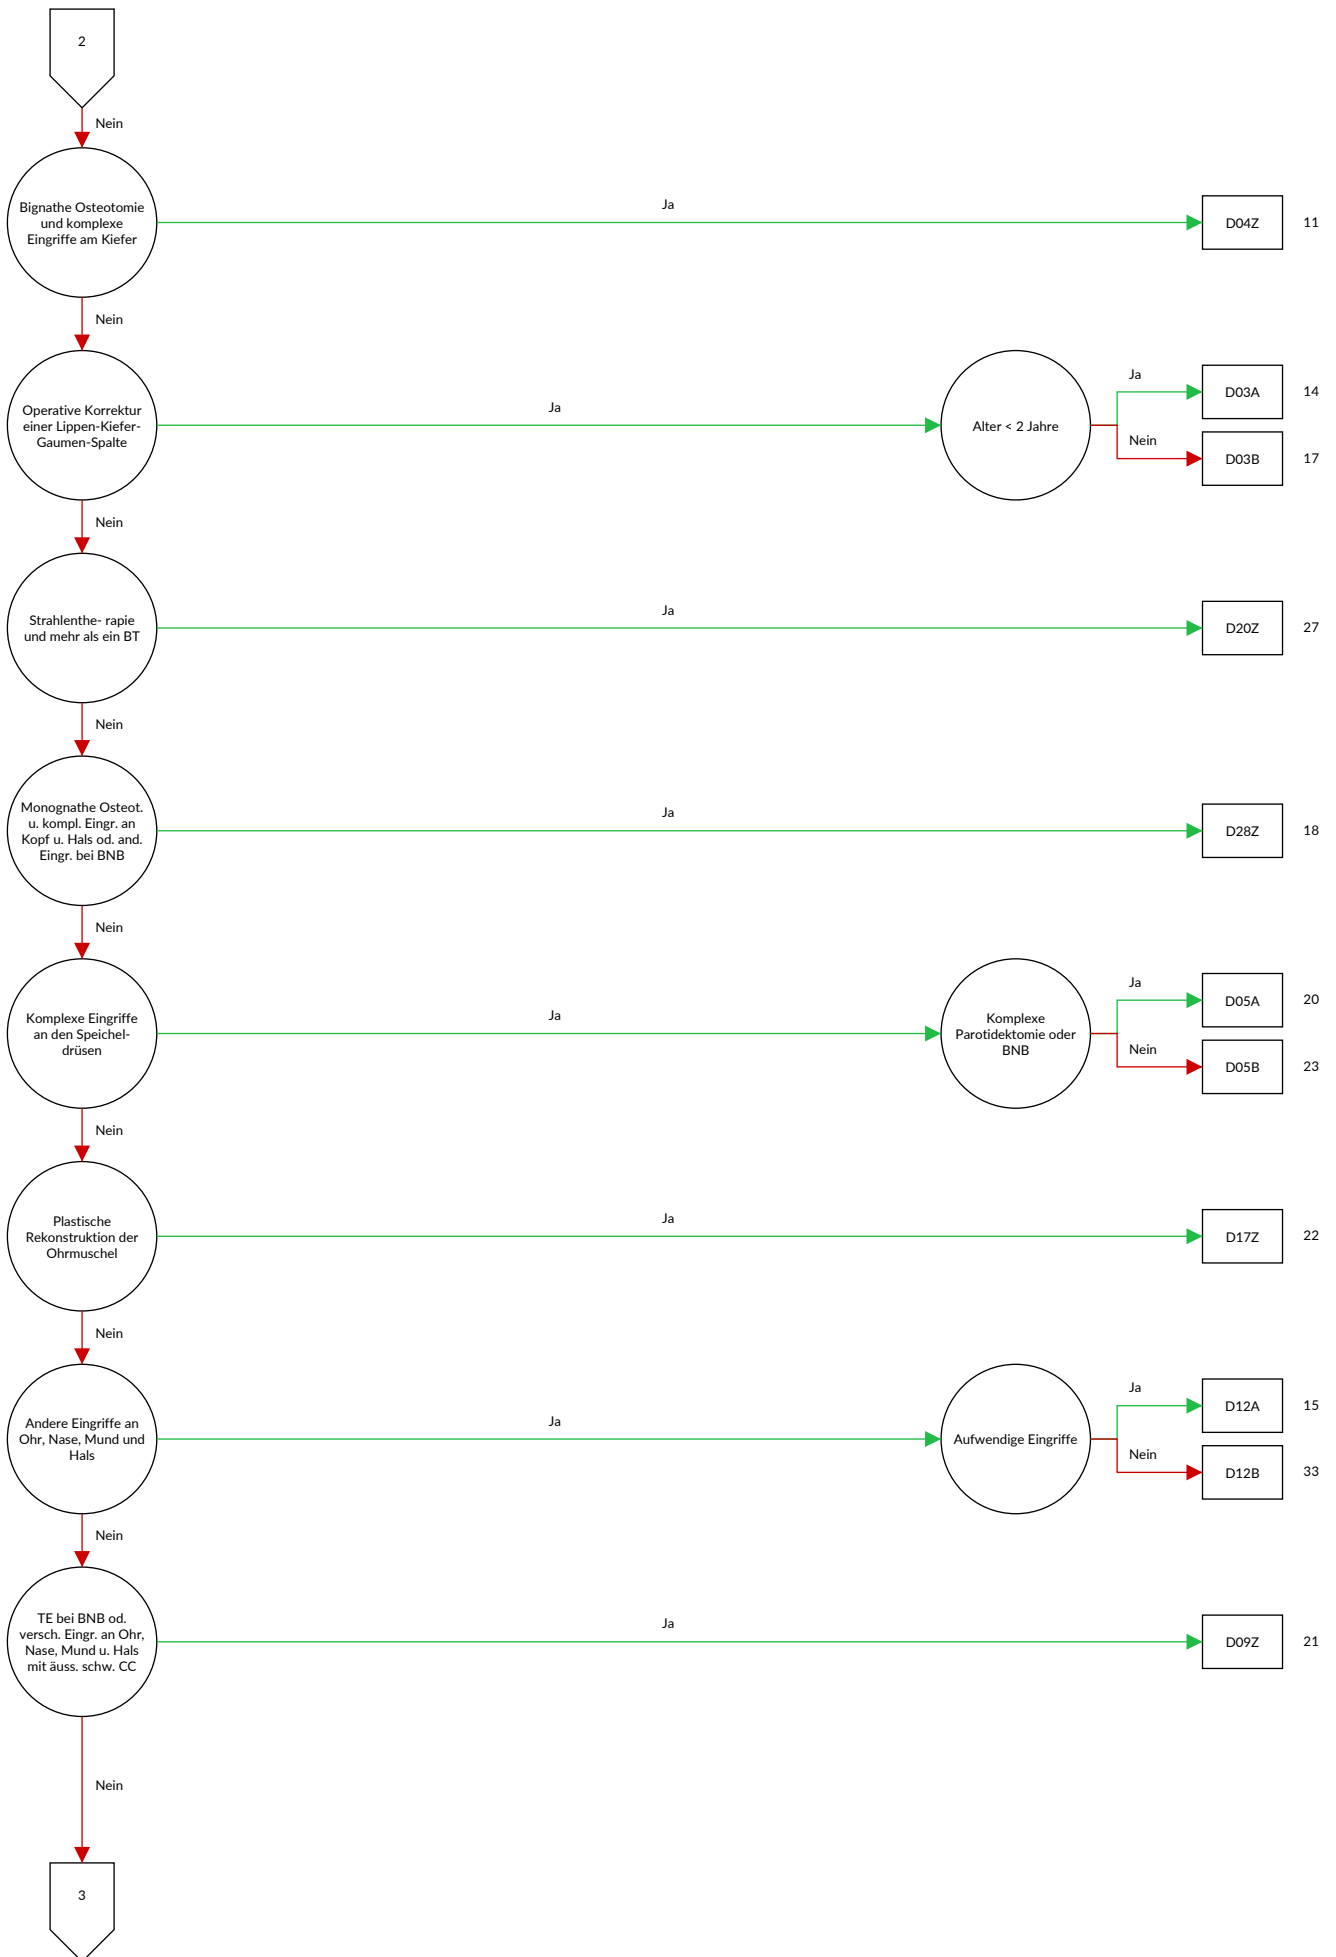 2
Nein
Bignathe Osteotomie
und komplexe
Eingriffe am Kiefer
Ja
D04Z
11
Nein
Operative Korrektur
einer Lippen-Kiefer-
Gaumen-Spalte
Ja
Alter < 2 Jahre
Ja
D03A
14
Nein
D03B
17
Nein
Strahlenthe- rapie
und mehr als ein BT
Ja
D20Z
27
Nein
Monognathe Osteot.
u. kompl. Eingr. an
Kopf u. Hals od. and.
Eingr. bei BNB
Ja
D28Z
18
Nein
Komplexe Eingriffe
an den Speichel-
drüsen
Ja
Komplexe
Parotidektomie oder
BNB
Ja
D05A
20
Nein
D05B
23
Nein
Plastische
Rekonstruktion der
Ohrmuschel
Ja
D17Z
22
Nein
Andere Eingriffe an
Ohr, Nase, Mund und
Hals
Ja
Aufwendige Eingriffe
Ja
D12A
15
Nein
D12B
33
Nein
TE bei BNB od.
versch. Eingr. an Ohr,
Nase, Mund u. Hals
mit äuss. schw. CC
Ja
D09Z
21
Nein
3